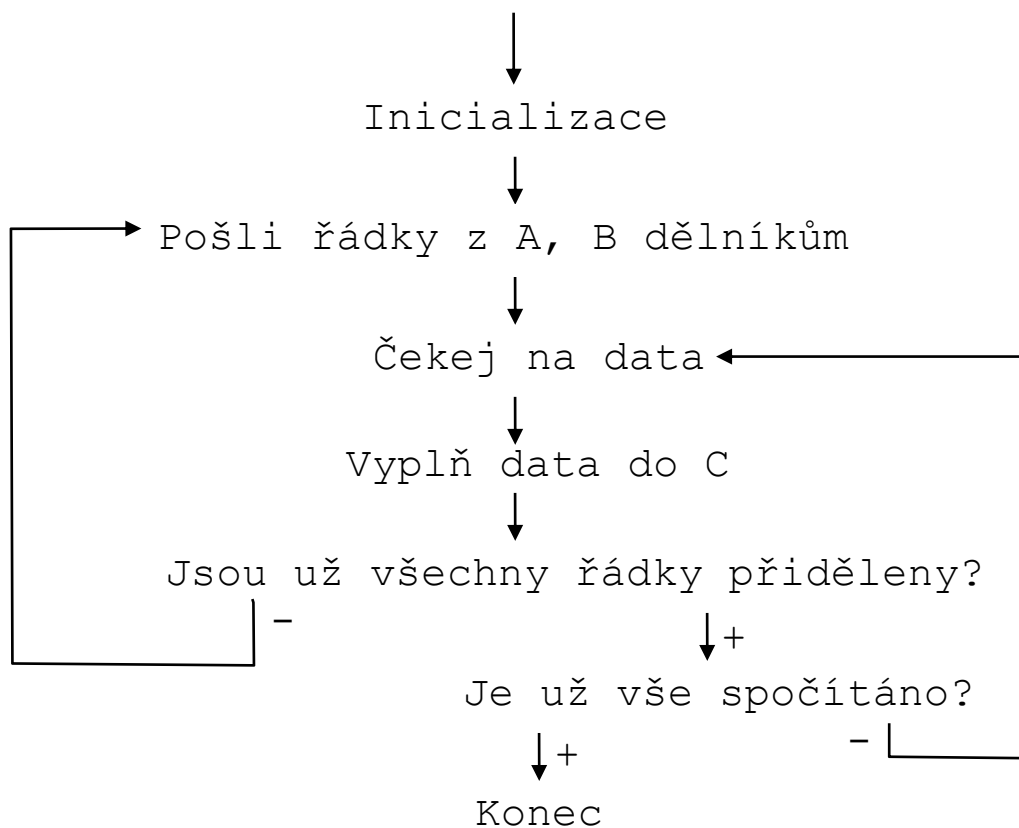 Inicializace
Pošli řádky z A, B dělníkům
Čekej na data
Vyplň data do C
Jsou už všechny řádky přiděleny?
-
+
Je už vše spočítáno?
+
-
Konec